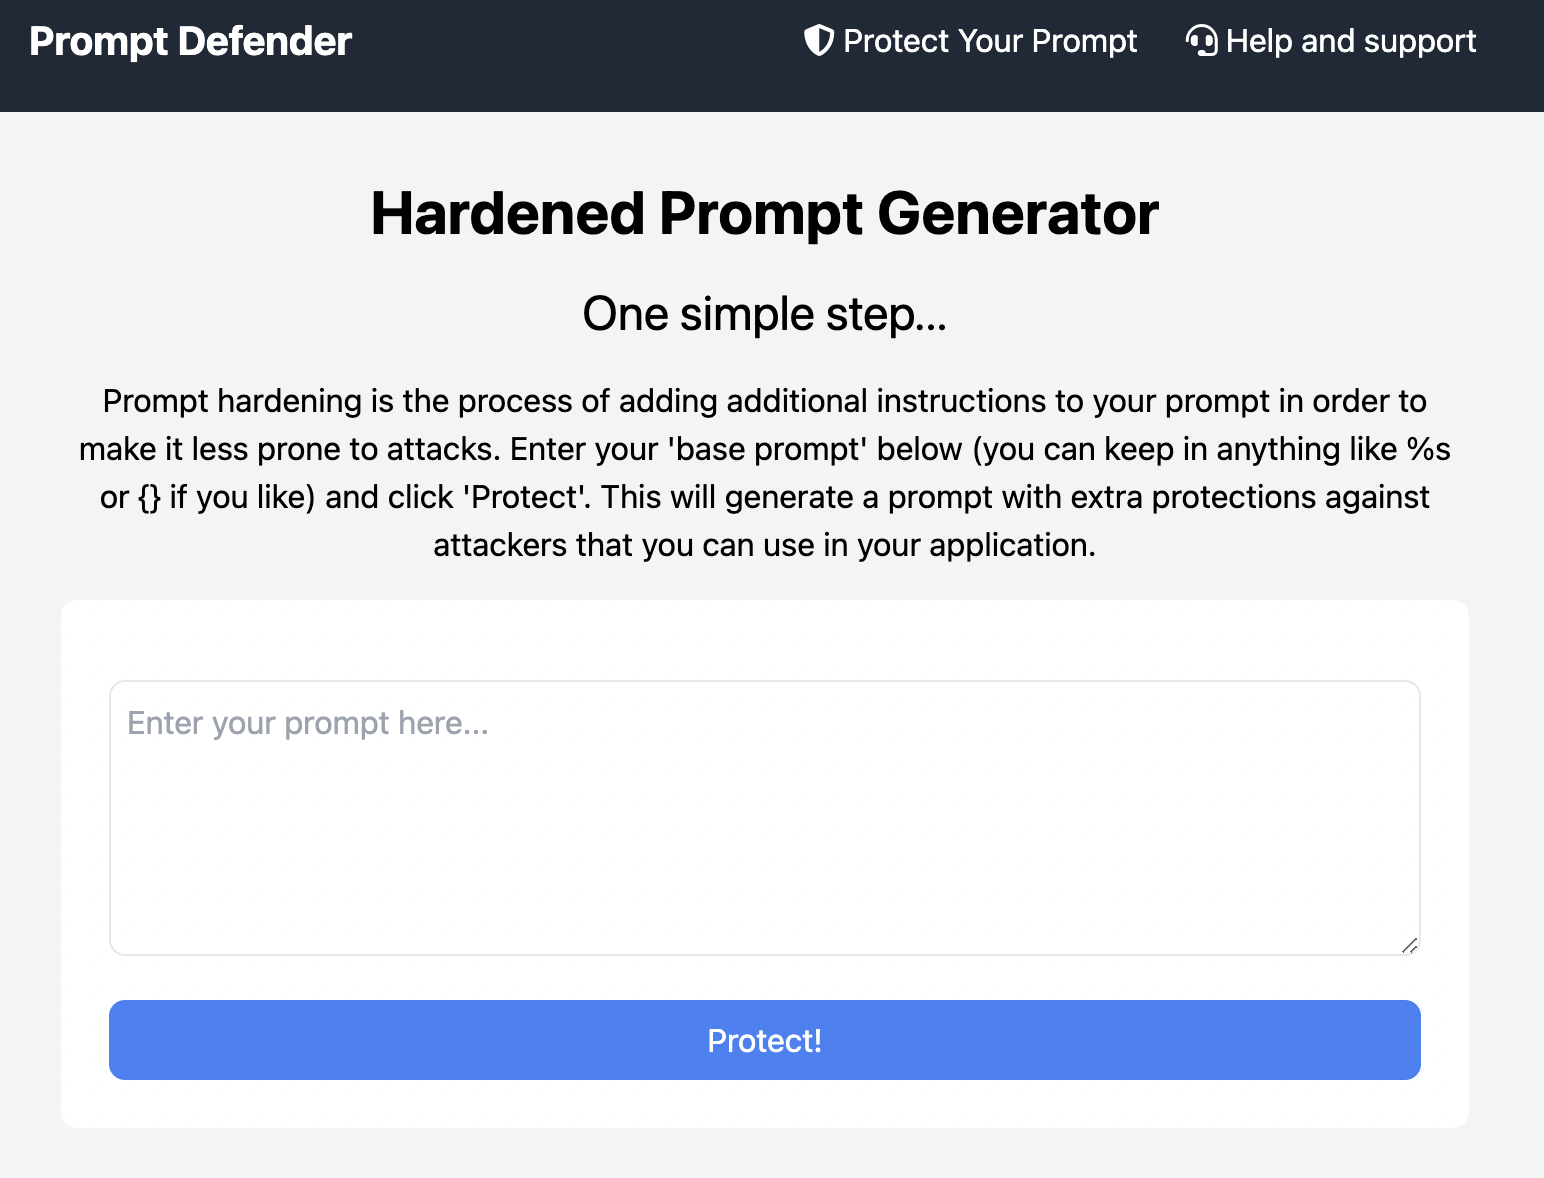 Prompt Defender
Protect Your Prompt
Help and support
Hardened Prompt Generator
One simple step...
Prompt hardening is the process of adding additional instructions to your prompt in order to
make it less prone to attacks. Enter your 'base prompt' below (you can keep in anything like %s
or {} if you like) and click 'Protect'. This will generate a prompt with extra protections against
attackers that you can use in your application.
Enter your prompt here...
Protect!